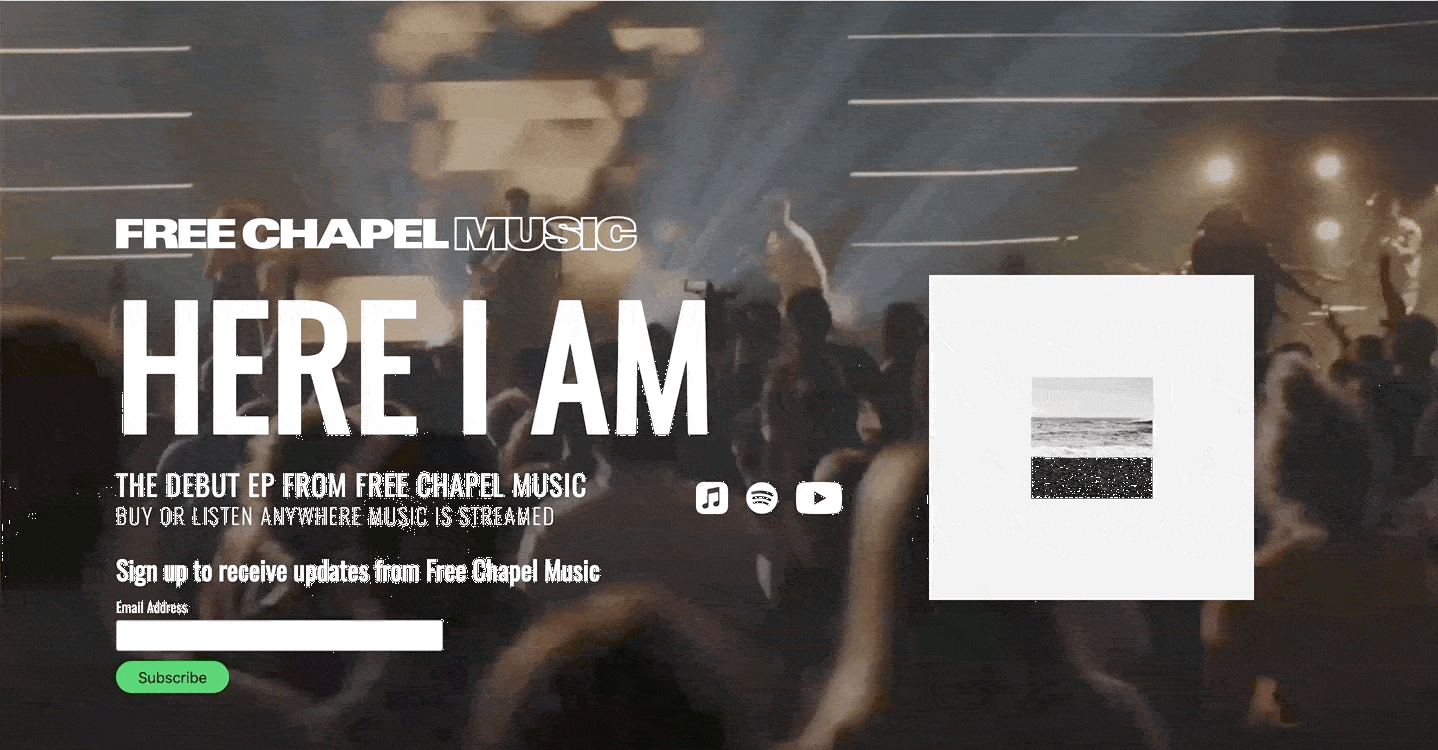 FREE CHAPEL MUSIC
HERE I AM
THE DEBUT EP FROM FREE CHAPEL MUSIC
BUY OR LISTEN ANYWHERE MUSIC IS STREAMED
Sign up to receive updates from Free Chapel Music
Email Address
Subscribe